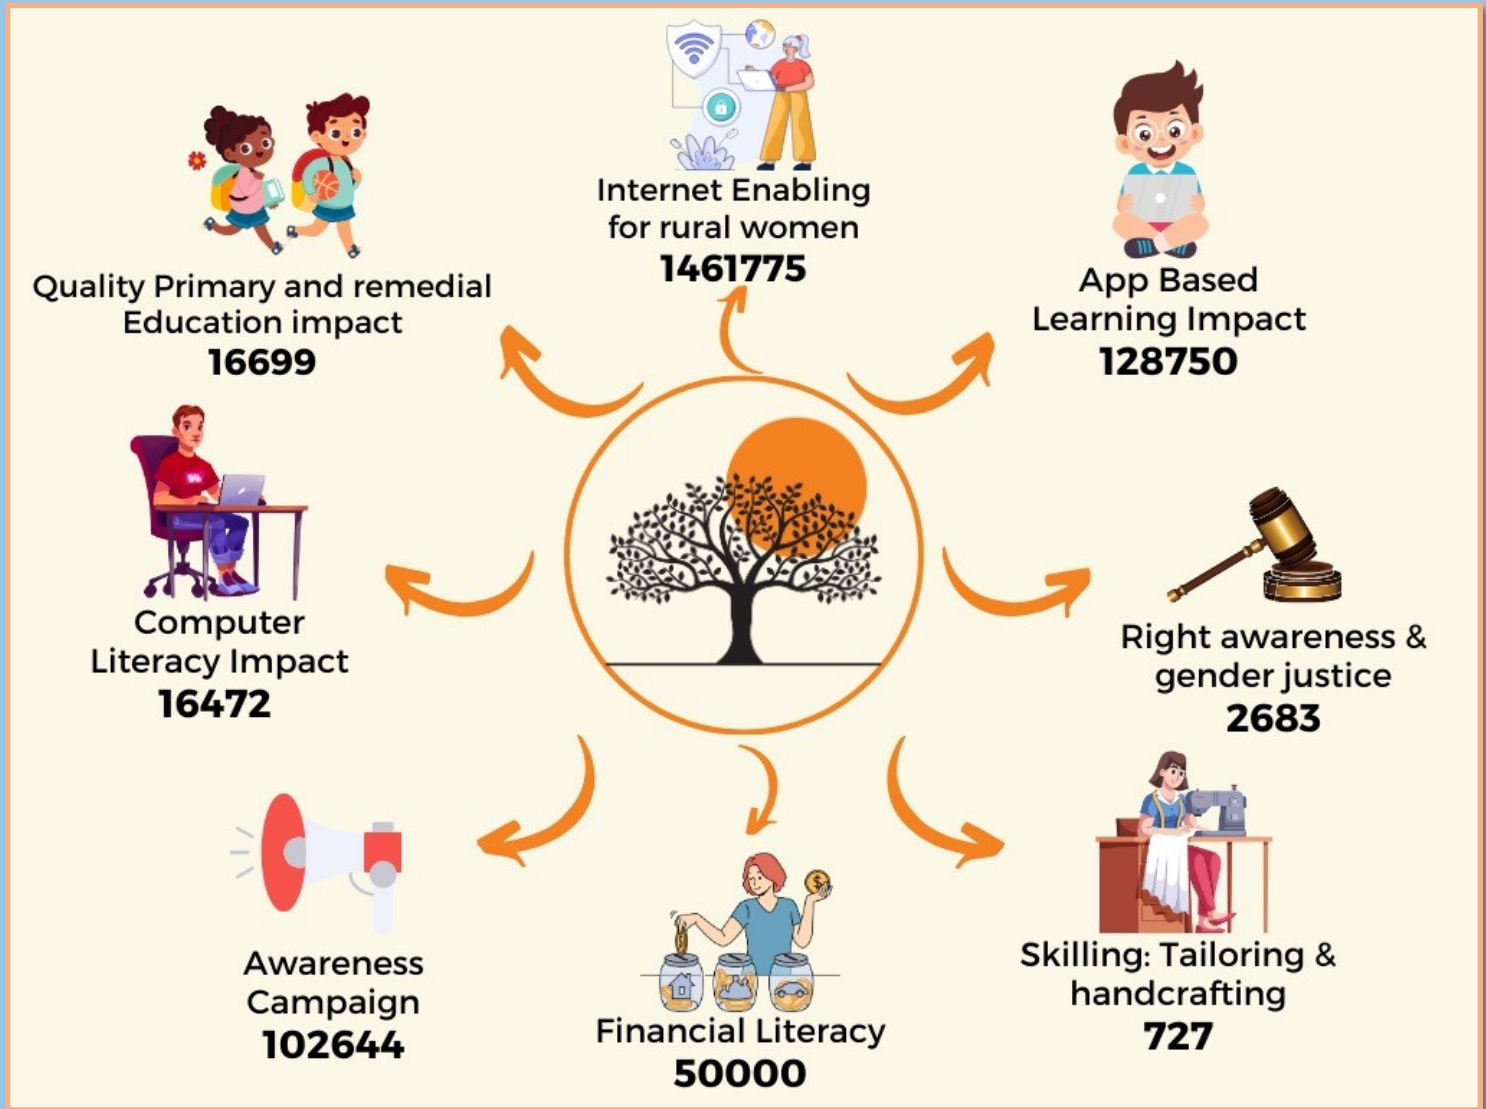 Internet Enabling
for rural women
1461775
Quality Primary and remedial
Education impact
16699
App Based
Learning Impact
128750
Computer
Literacy Impact
16472
Right awareness &
gender justice
2683
Awareness
Campaign
102644
Financial Literacy
50000
Skilling: Tailoring &
handcrafting
727